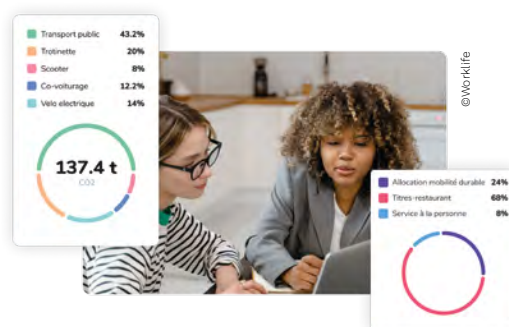 Transport public 43.2%
Trotinette 20%
Scooter 8%
Co-voiturage 12.2%
Velo electrique 14%
137.4 t
CO2
©Worklife
Allocation mobilité durable 24%
Titres-restaurant 68%
Service à la personne 8%